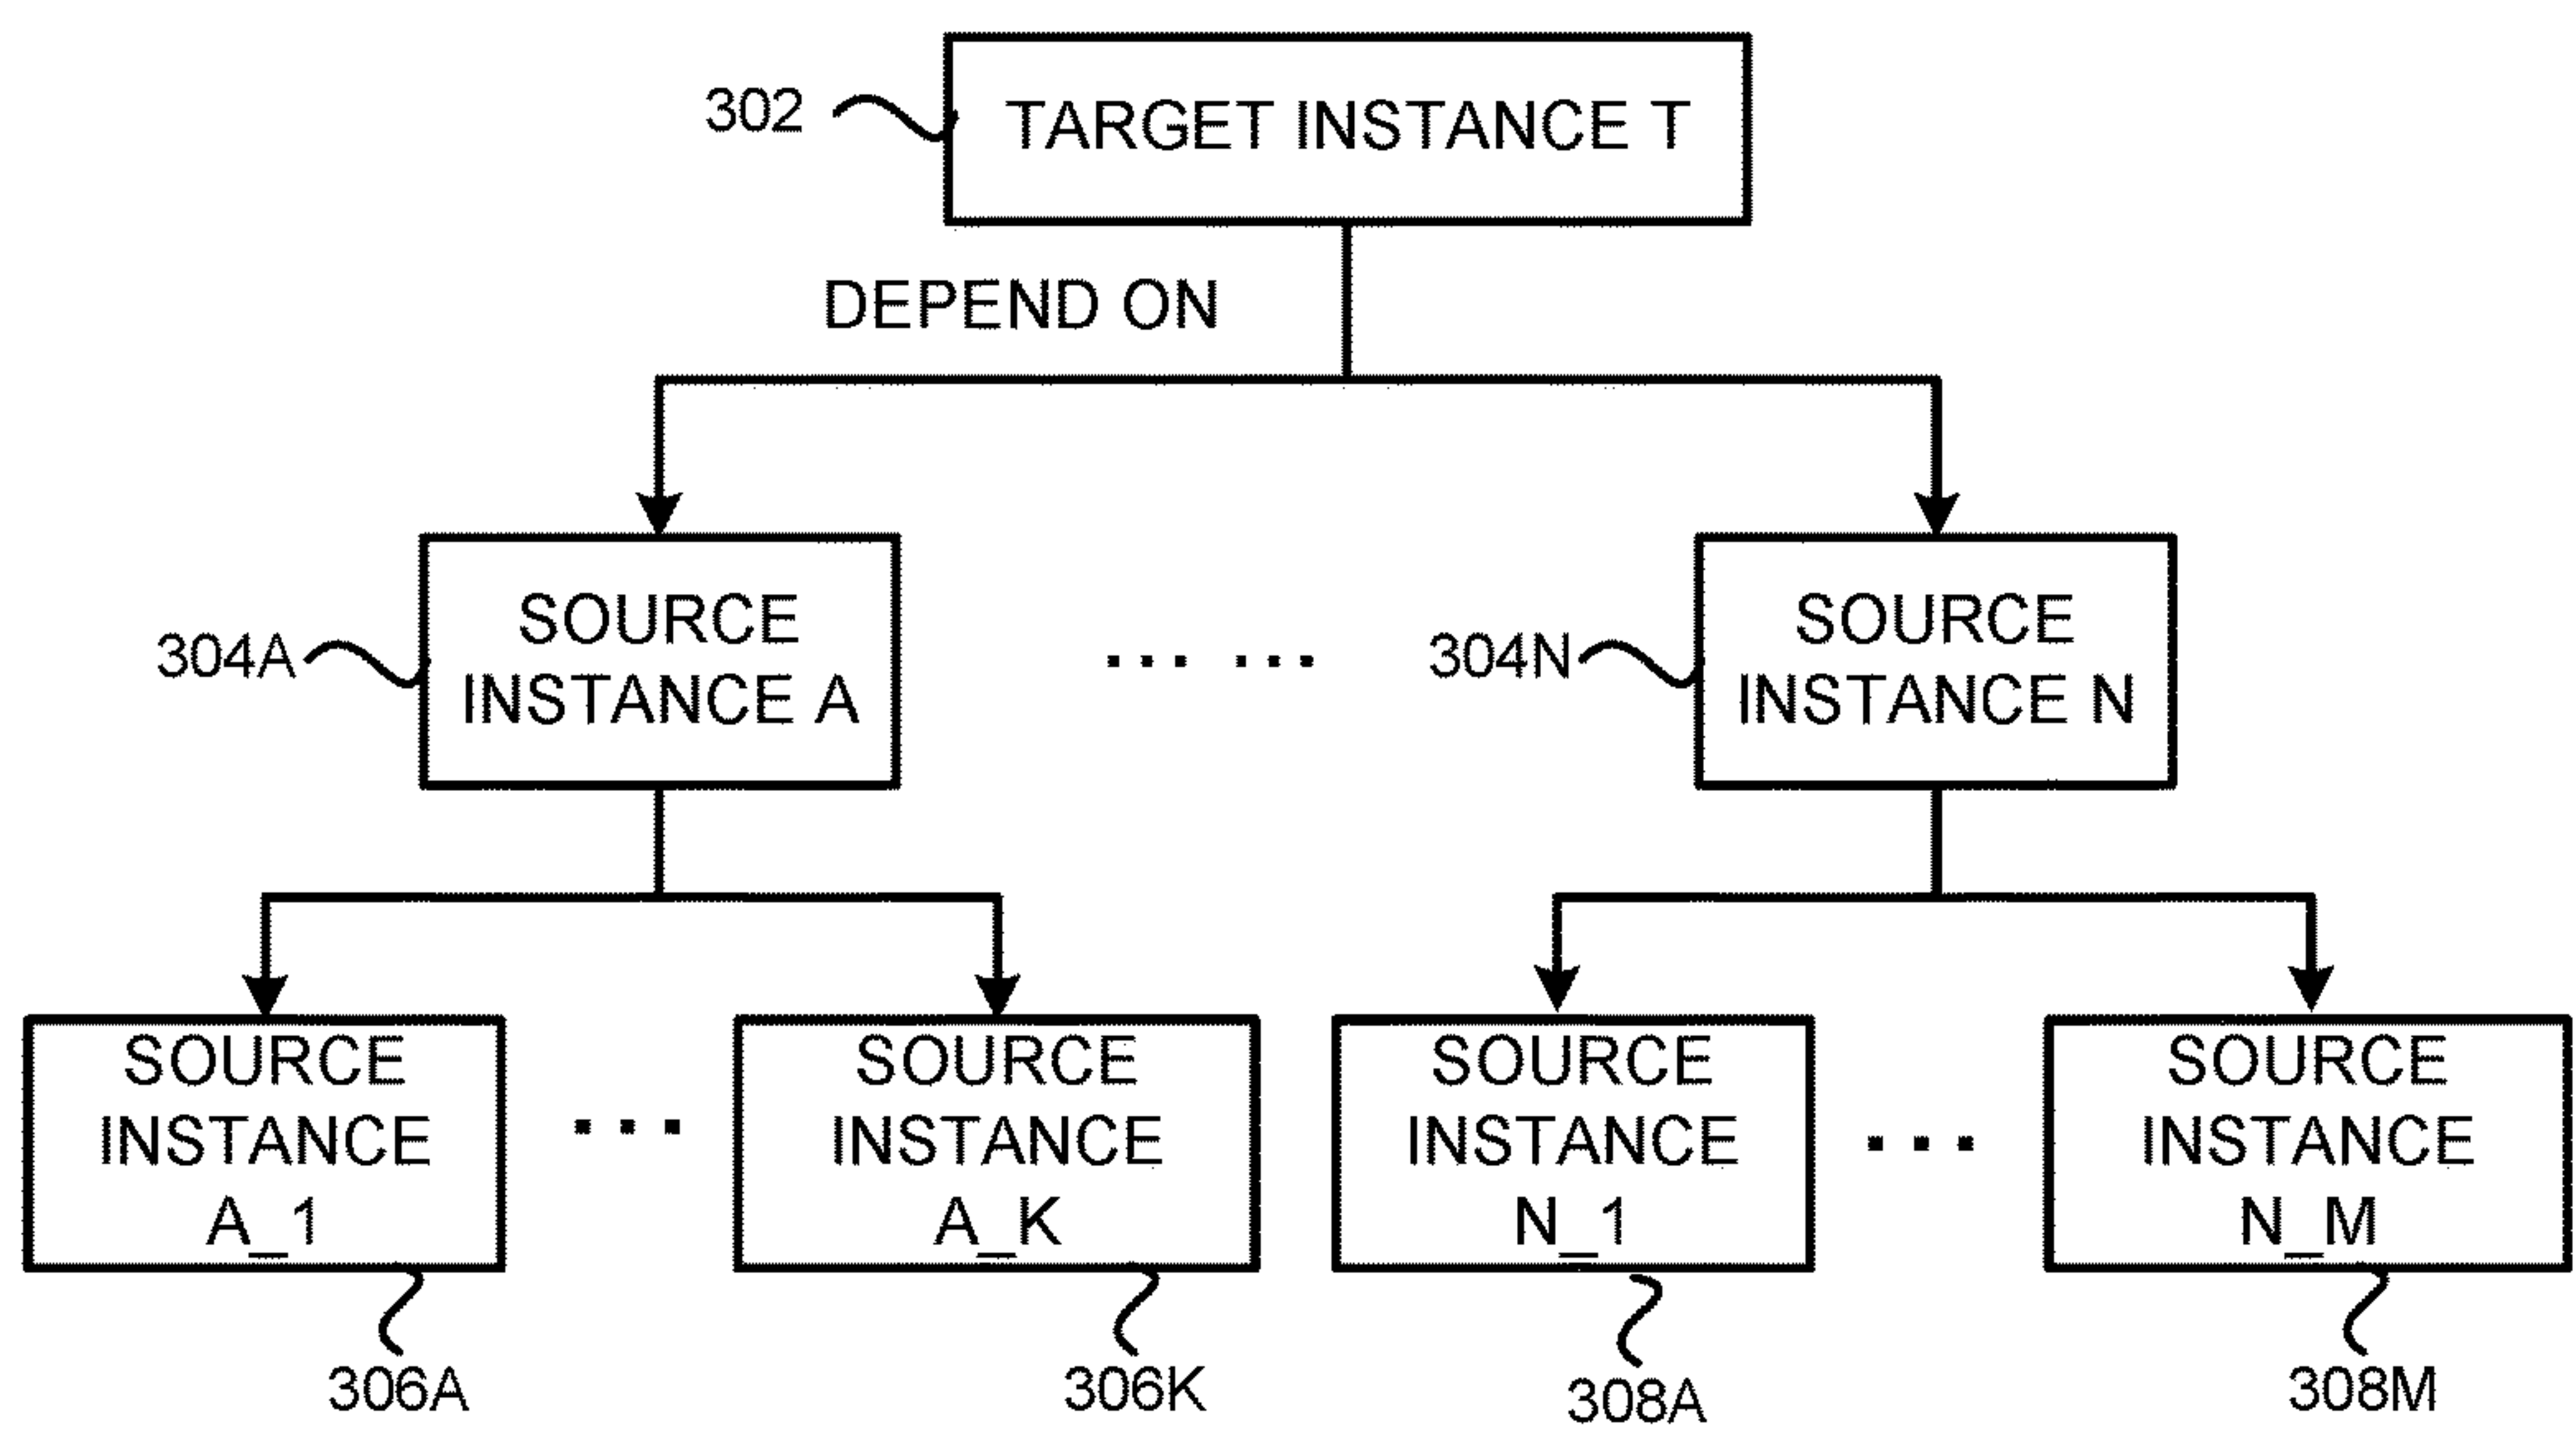 302
TARGET INSTANCE T
DEPEND ON
304A
SOURCE
INSTANCE A
... ...
304N
SOURCE
INSTANCE N
SOURCE
INSTANCE
A_1
...
SOURCE
INSTANCE
A_K
SOURCE
INSTANCE
N_1
...
SOURCE
INSTANCE
N_M
306A
306K
308A
308M